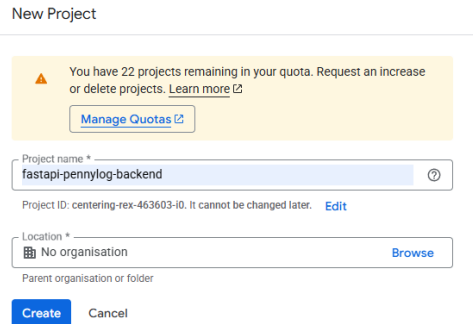 New Project
You have 22 projects remaining in your quota. Request an increase
or delete projects. Learn more
Manage Quotas
Project name *
fastapi-pennylog-backend
Project ID: centering-rex-463603-i0. It cannot be changed later. Edit
Location *
No organisation Browse
Parent organisation or folder
Create Cancel